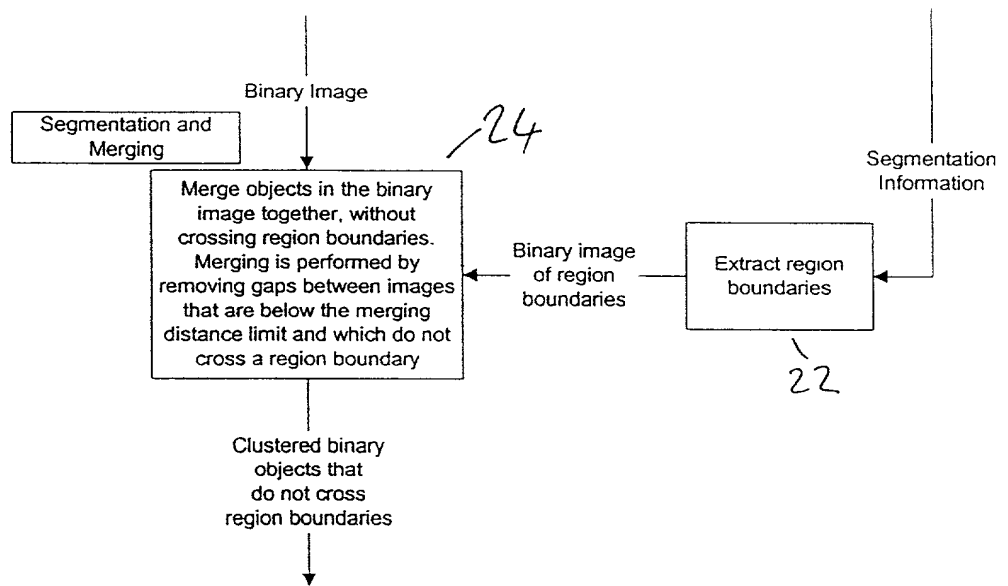 Binary Image
Segmentation and
Merging
24
Merge objects in the binary
image together, without
crossing region boundaries.
Merging is performed by
removing gaps between images
that are below the merging
distance limit and which do not
cross a region boundary
Binary image
of region
boundaries
Extract region
boundaries
Segmentation
Information
22
Clustered binary
objects that
do not cross
region boundaries